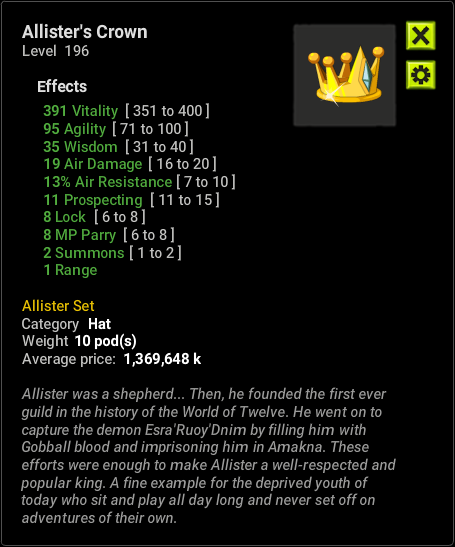 Allister's Crown
Level 196
Effects
391 Vitality [ 351 to 400 ]
95 Agility [ 71 to 100 ]
35 Wisdom [ 31 to 40 ]
19 Air Damage [ 16 to 20 ]
13% Air Resistance [ 7 to 10 ]
11 Prospecting [ 11 to 15 ]
8 Lock [ 6 to 8 ]
8 MP Parry [ 6 to 8 ]
2 Summons [ 1 to 2 ]
1 Range
Allister Set
Category Hat
Weight 10 pod(s)
Average price: 1,369,648 k
Allister was a shepherd... Then, he founded the first ever
guild in the history of the World of Twelve. He went on to
capture the demon Esra'Ruoy'Dnim by filling him with
Gobball blood and imprisoning him in Amakna. These
efforts were enough to make Allister a well-respected and
popular king. A fine example for the deprived youth of
today who sit and play all day long and never set off on
adventures of their own.